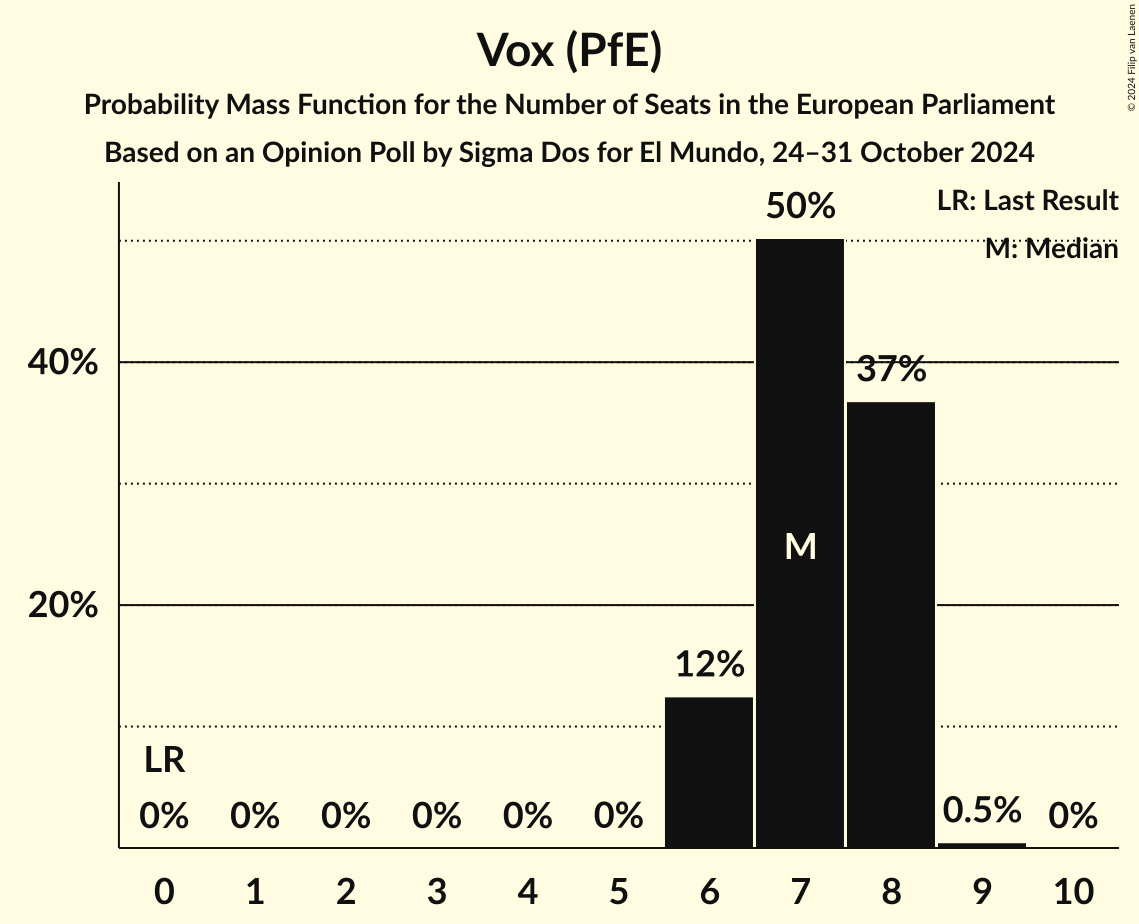 Vox (PfE)
Probability Mass Function for the Number of Seats in the European Parliament
Based on an Opinion Poll by Sigma Dos for El Mundo, 24–31 October 2024
© 2024 Filip van Laenen
LR: Last Result
M: Median
50%
40%
37%
M
20%
12%
LR
0% 0% 0% 0% 0% 0% 0.5% 0%
0 1 2 3 4 5 6 7 8 9 10